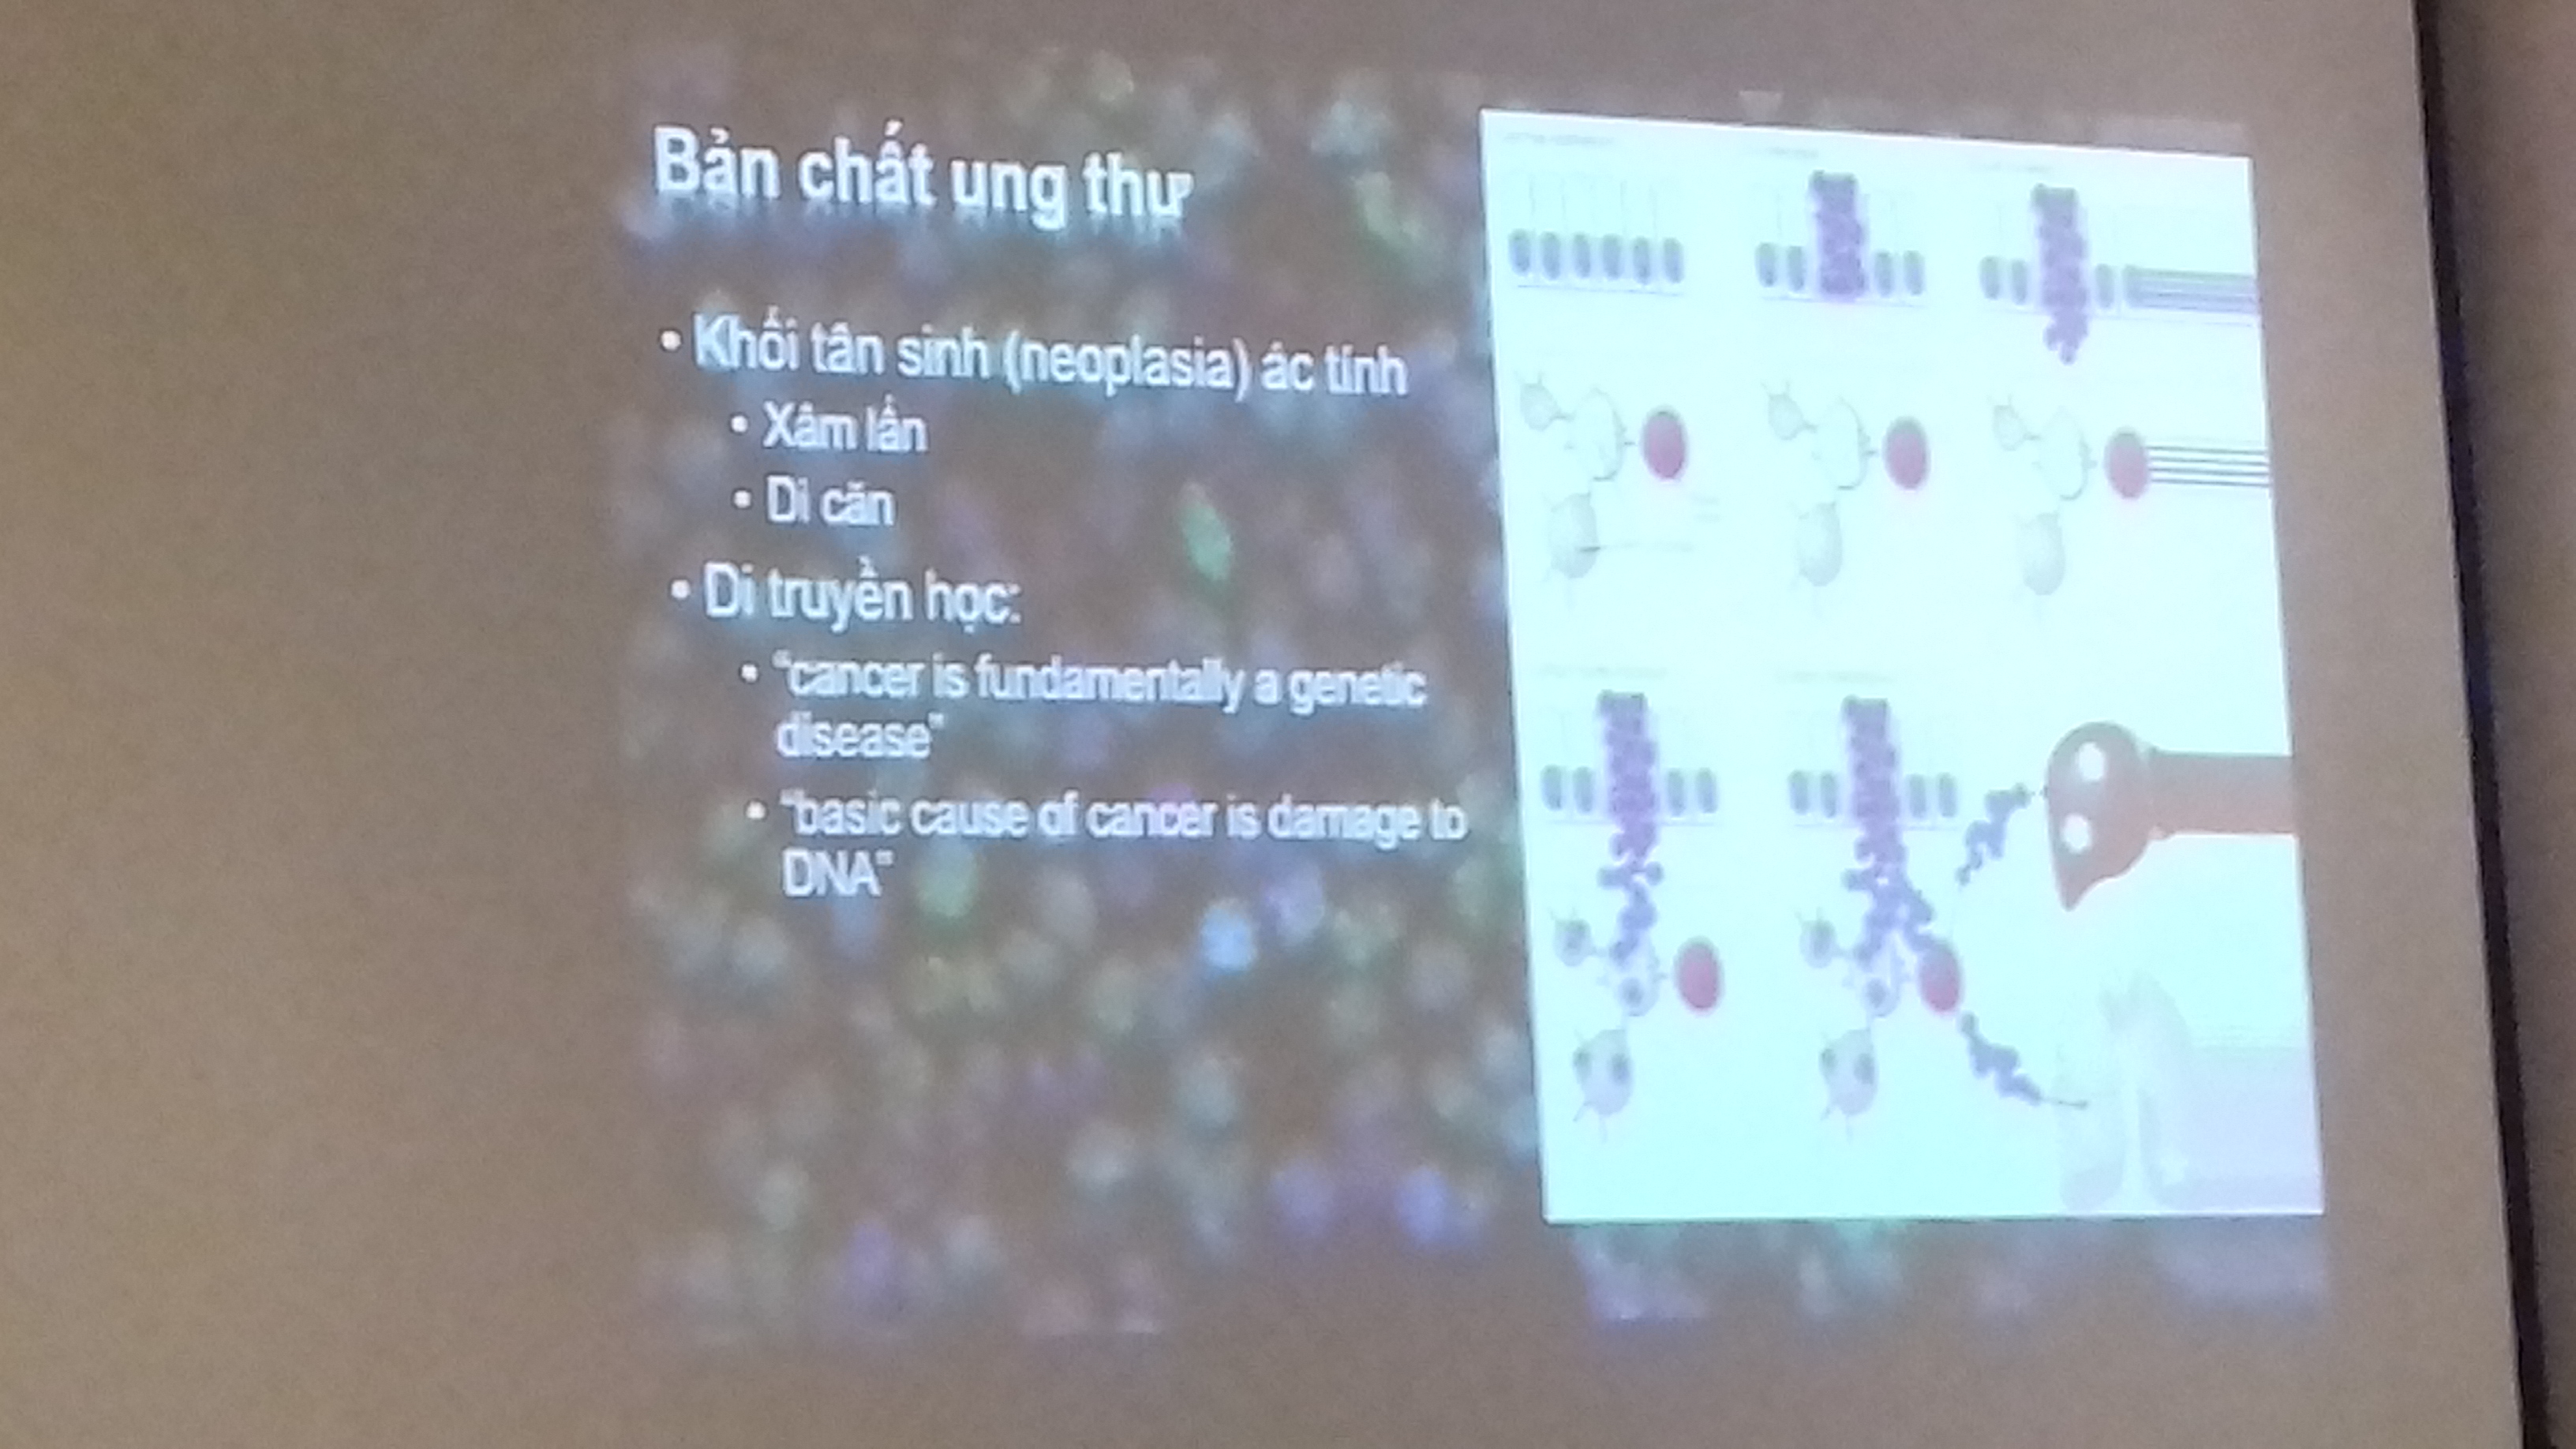 Bản chất ung thư
• Khối tân sinh (neoplasia) ác tính
• Xâm lấn
• Di căn
• Di truyền học:
• "cancer is fundamentally a genetic
disease"
• "basic cause of cancer is damage to
DNA"